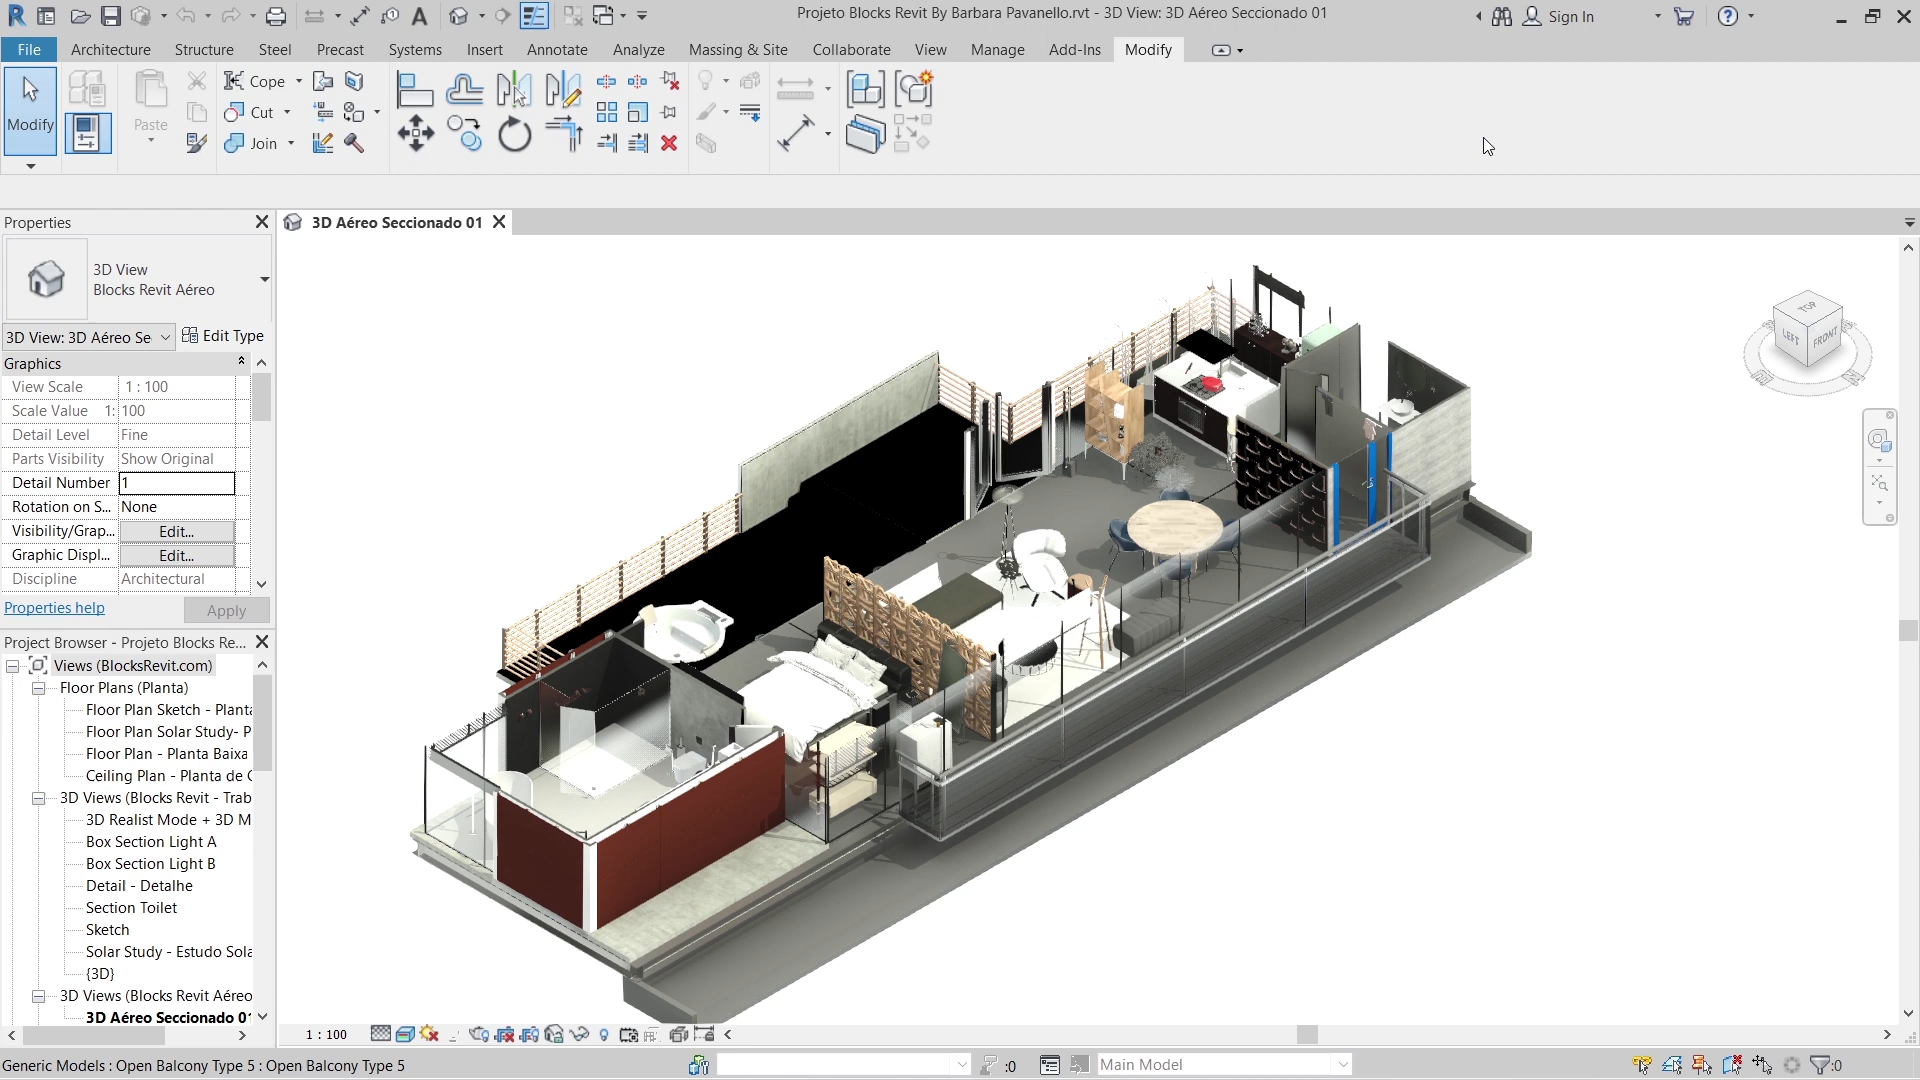 Projeto Blocks Revit By Barbara Pavanello.rvt - 3D View: 3D Aéreo Seccionado 01
Sign In
File Architecture Structure Steel Precast Systems Insert Annotate Analyze Massing & Site Collaborate View Manage Add-Ins Modify
Modify
Paste
Cope
Cut
Join
Properties
3D Aéreo Seccionado 01
3D View
Blocks Revit Aéreo
3D View: 3D Aéreo Se
Edit Type
Graphics
View Scale 1 : 100
Scale Value 1: 100
Detail Level Fine
Parts Visibility Show Original
Detail Number 1
Rotation on S... None
Visibility/Grap... Edit...
Graphic Displ... Edit...
Discipline Architectural
Properties help
Apply
TOP
LEFT
FRONT
Project Browser - Projeto Blocks Re...
Views (BlocksRevit.com)
Floor Plans (Planta)
Floor Plan Sketch - Planta
Floor Plan Solar Study- P
Floor Plan - Planta Baixa
Ceiling Plan - Planta de
3D Views (Blocks Revit - Trab
3D Realist Mode + 3D M
Box Section Light A
Box Section Light B
Detail - Detalhe
Section Toilet
Sketch
Solar Study - Estudo Sola
{3D}
3D Views (Blocks Revit Aéreo
3D Aéreo Seccionado 01
1 : 100
Generic Models : Open Balcony Type 5 : Open Balcony Type 5
:0
Main Model
:0